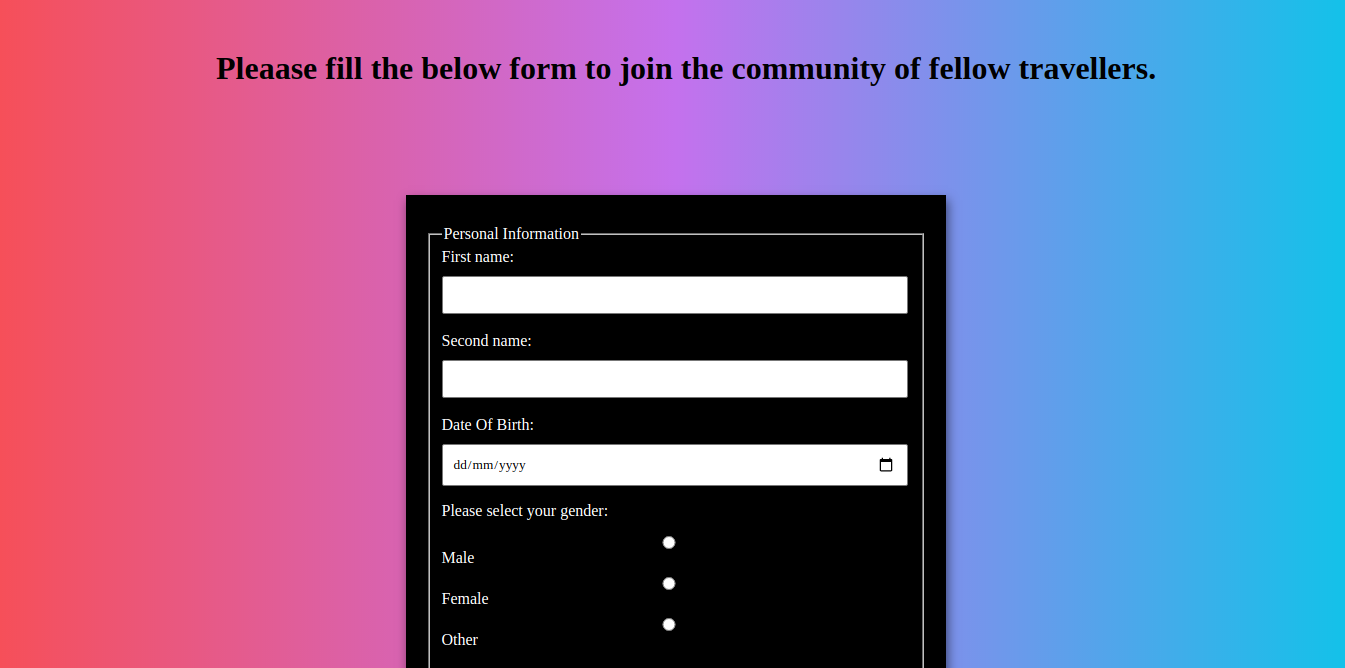 Pleaase fill the below form to join the community of fellow travellers.
Personal Information
First name:
Second name:
Date Of Birth:
dd/mm/yyyy
Please select your gender:
Male
Female
Other